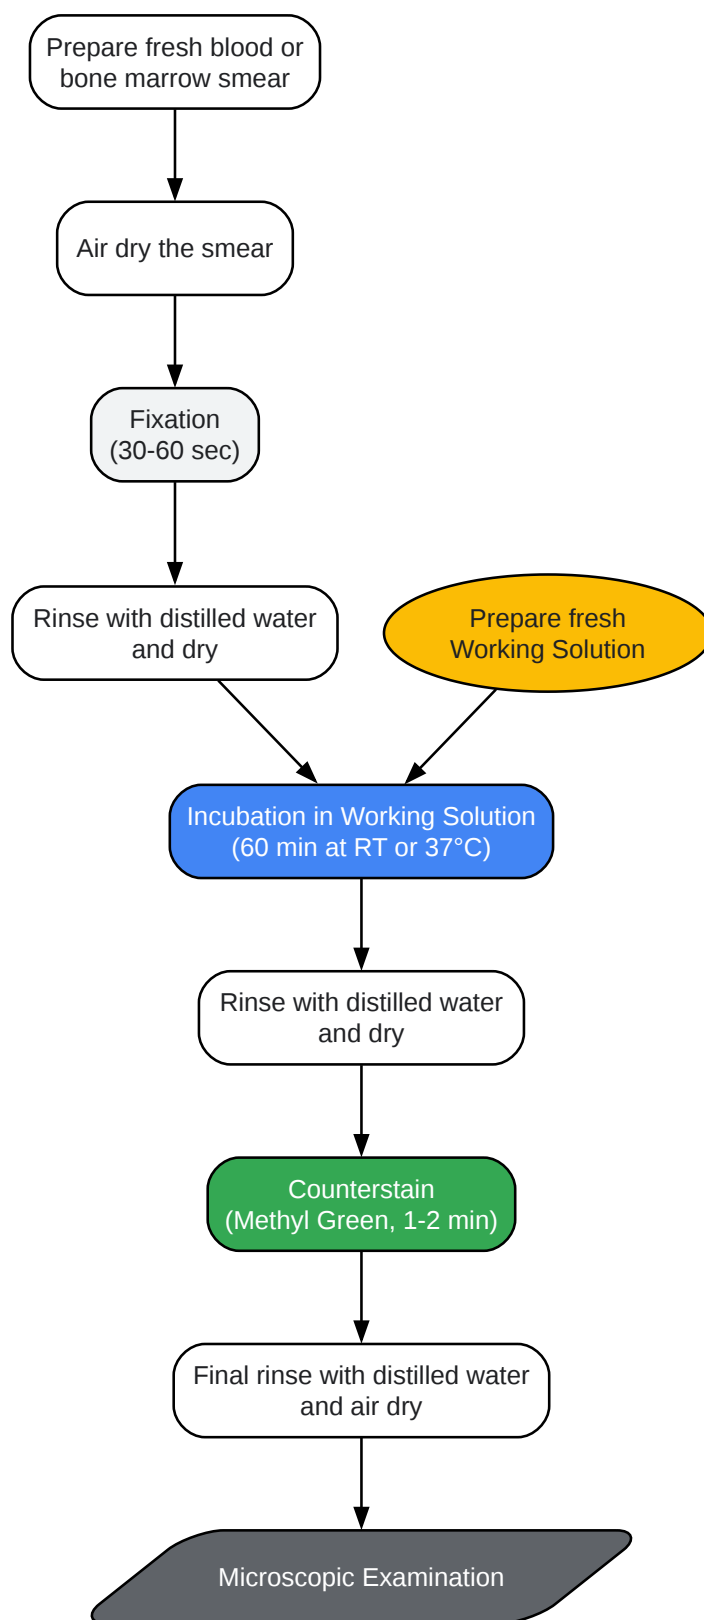 Prepare fresh blood or
bone marrow smear
Air dry the smear
Fixation
(30-60 sec)
Rinse with distilled water
and dry
Prepare fresh
Working Solution
Incubation in Working Solution
(60 min at RT or 37°C)
Rinse with distilled water
and dry
Counterstain
(Methyl Green, 1-2 min)
Final rinse with distilled water
and air dry
Microscopic Examination